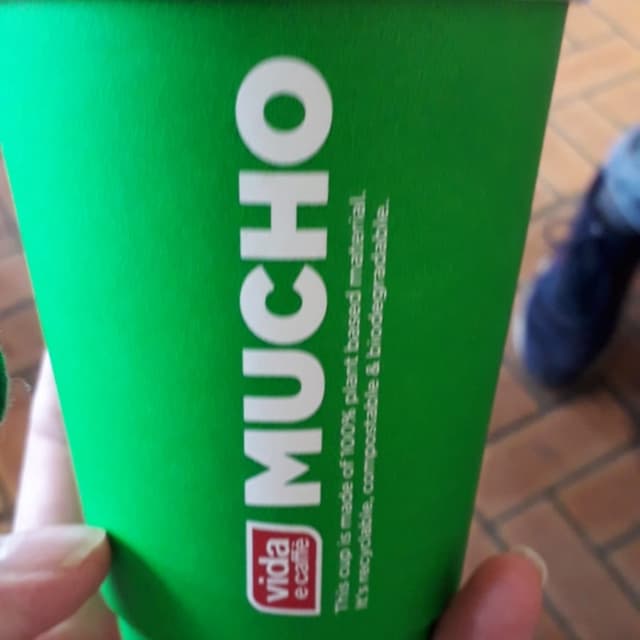 vida
e caffè
MUCHO
This cup is made of 100% plant based material.
It's recyclable, compostable & biodegradable.